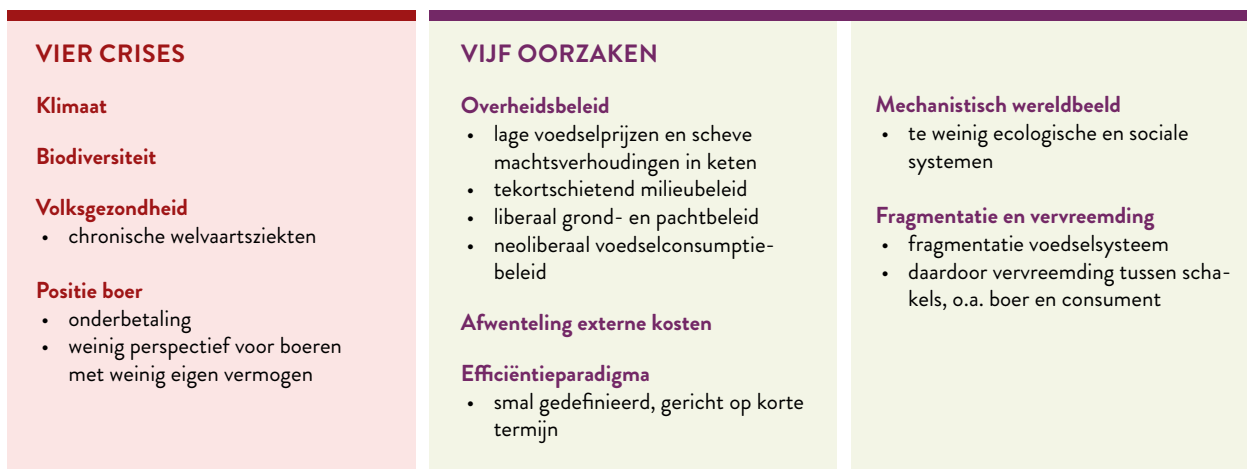 VIER CRISES
Klimaat
Biodiversiteit
Volksgezondheid
• chronische welvaartsziekten
Positie boer
• onderbetaling
• weinig perspectief voor boeren
met weinig eigen vermogen
VIJF OORZAKEN
Overheidsbeleid
• lage voedselprijzen en scheve
machtsverhoudingen in keten
• tekortschietend milieubeleid
• liberaal grond- en pachtbeleid
• neoliberaal voedselconsumptie-
beleid
Afwenteling externe kosten
Efficiëntieparadigma
• smal gedefinieerd, gericht op korte
termijn
Mechanistisch wereldbeeld
• te weinig ecologische en sociale
systemen
Fragmentatie en vervreemding
• fragmentatie voedselsysteem
• daardoor vervreemding tussen scha-
kels, o.a. boer en consument